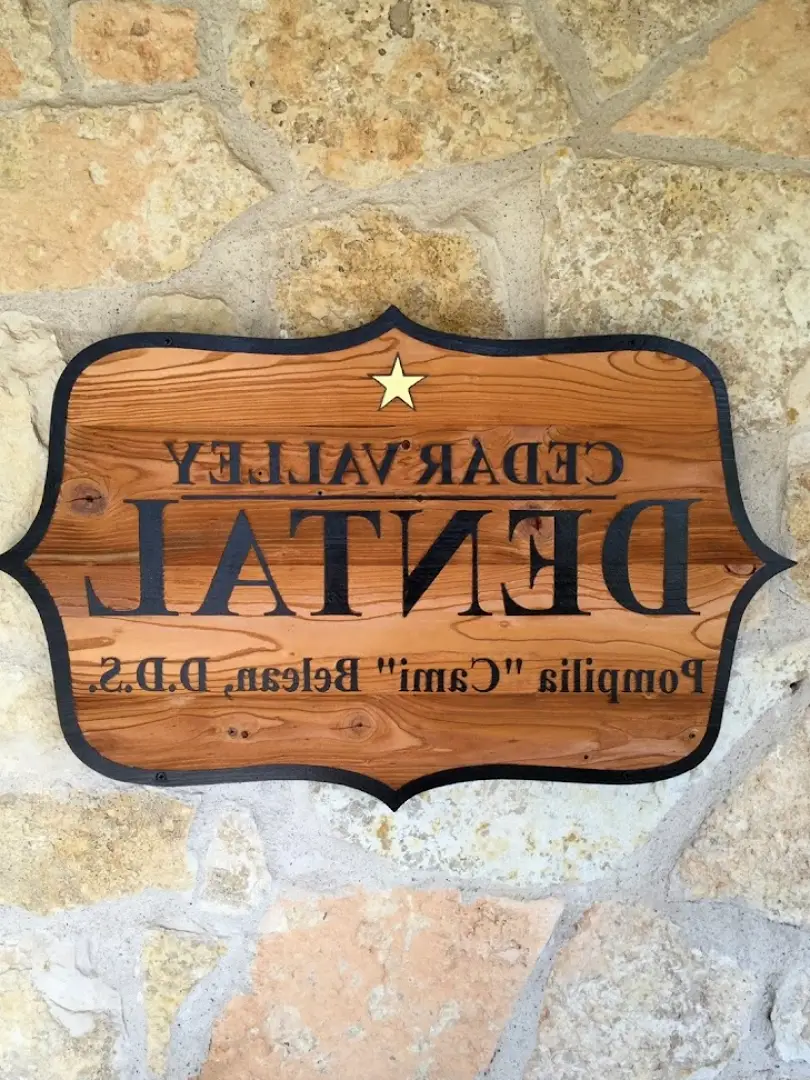 CEDAR VALLEY
DENTAL
Pompilia "Cami" Belean, D.D.S.